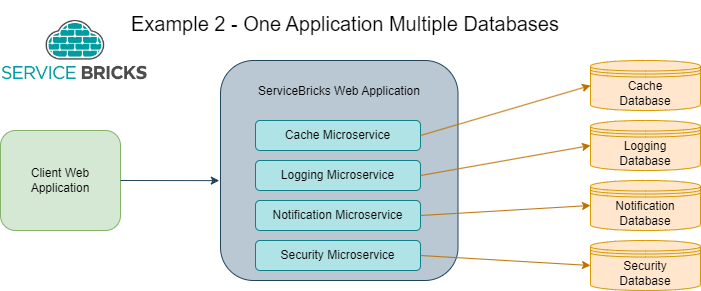 Example 2 - One Application Multiple Databases
SERVICE BRICKS
ServiceBricks Web Application
Cache Microservice
Logging Microservice
Notification Microservice
Security Microservice
Client Web
Application
Cache
Database
Logging
Database
Notification
Database
Security
Database